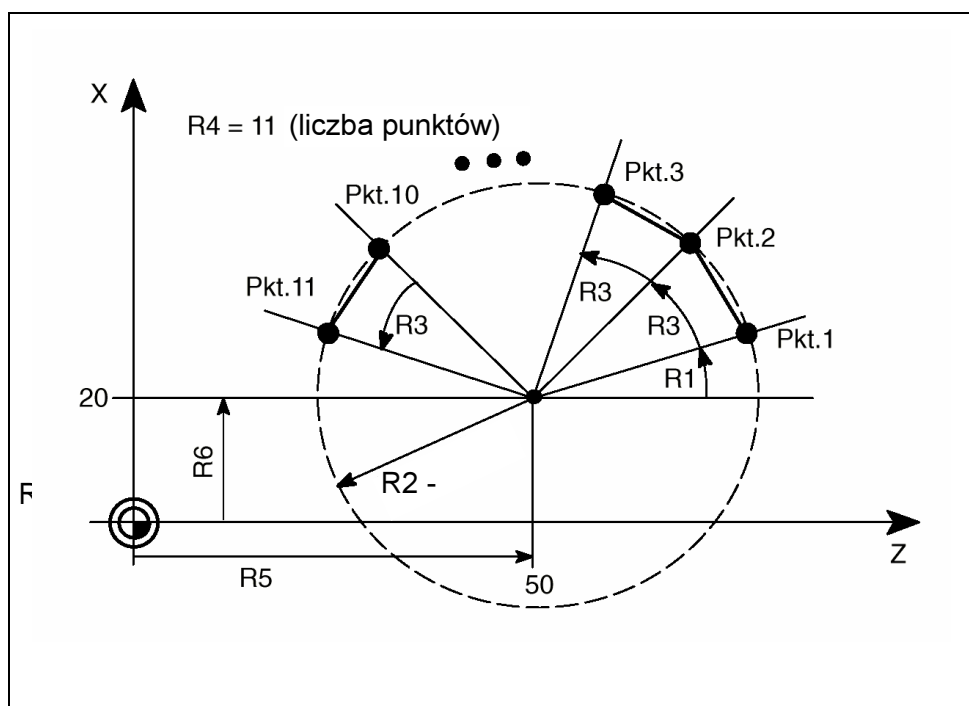 X
R4 = 11 (liczba punktów)
Pkt.3
Pkt.10
Pkt.2
Pkt.11
R3
R3
R3
Pkt.1
R1
20
R6
R2 -
R
Z
R5
50